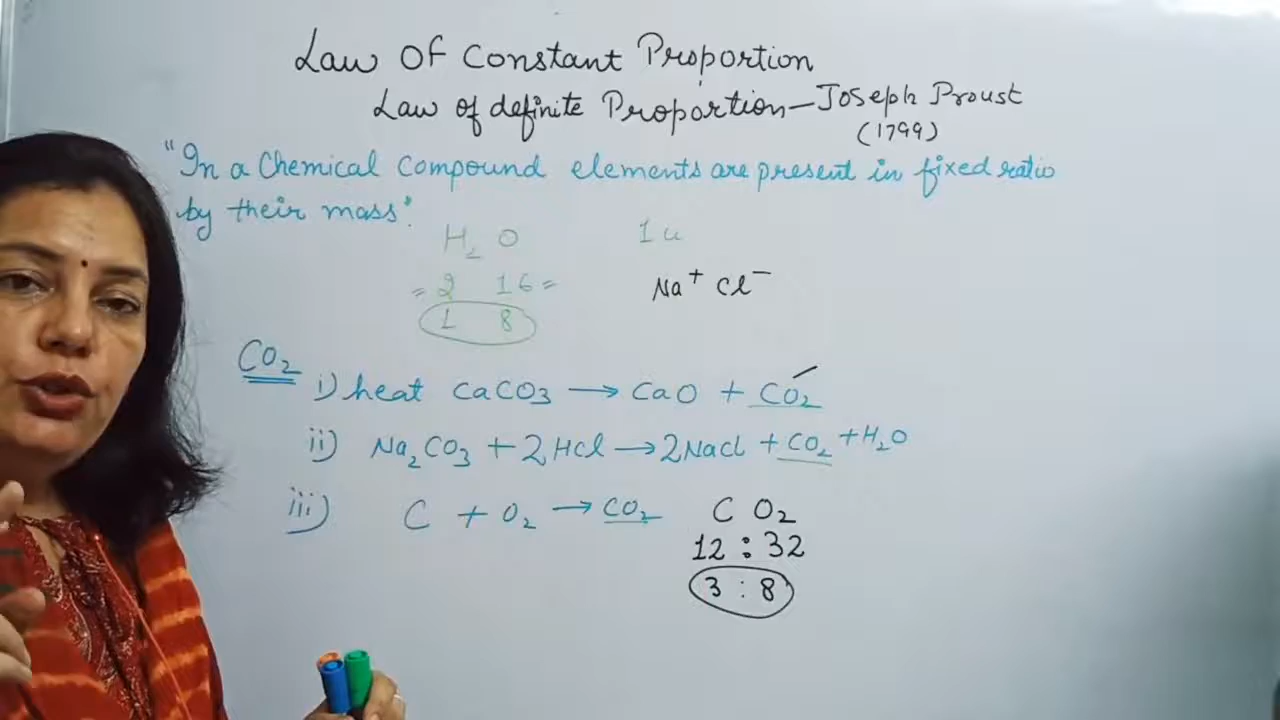 Law Of Constant Proportion
Law of definite Proportion – Joseph Proust
(1799)
"In a Chemical Compound elements are present in fixed ratio
by their mass".
H₂ O 1 u
= 2 16 = Na⁺ Cl⁻
1 8
CO₂
i) heat CaCO₃ → CaO + CO₂
ii) Na₂CO₃ + 2HCl → 2NaCl + CO₂ + H₂O
iii) C + O₂ → CO₂ C O₂
12 : 32
3 : 8